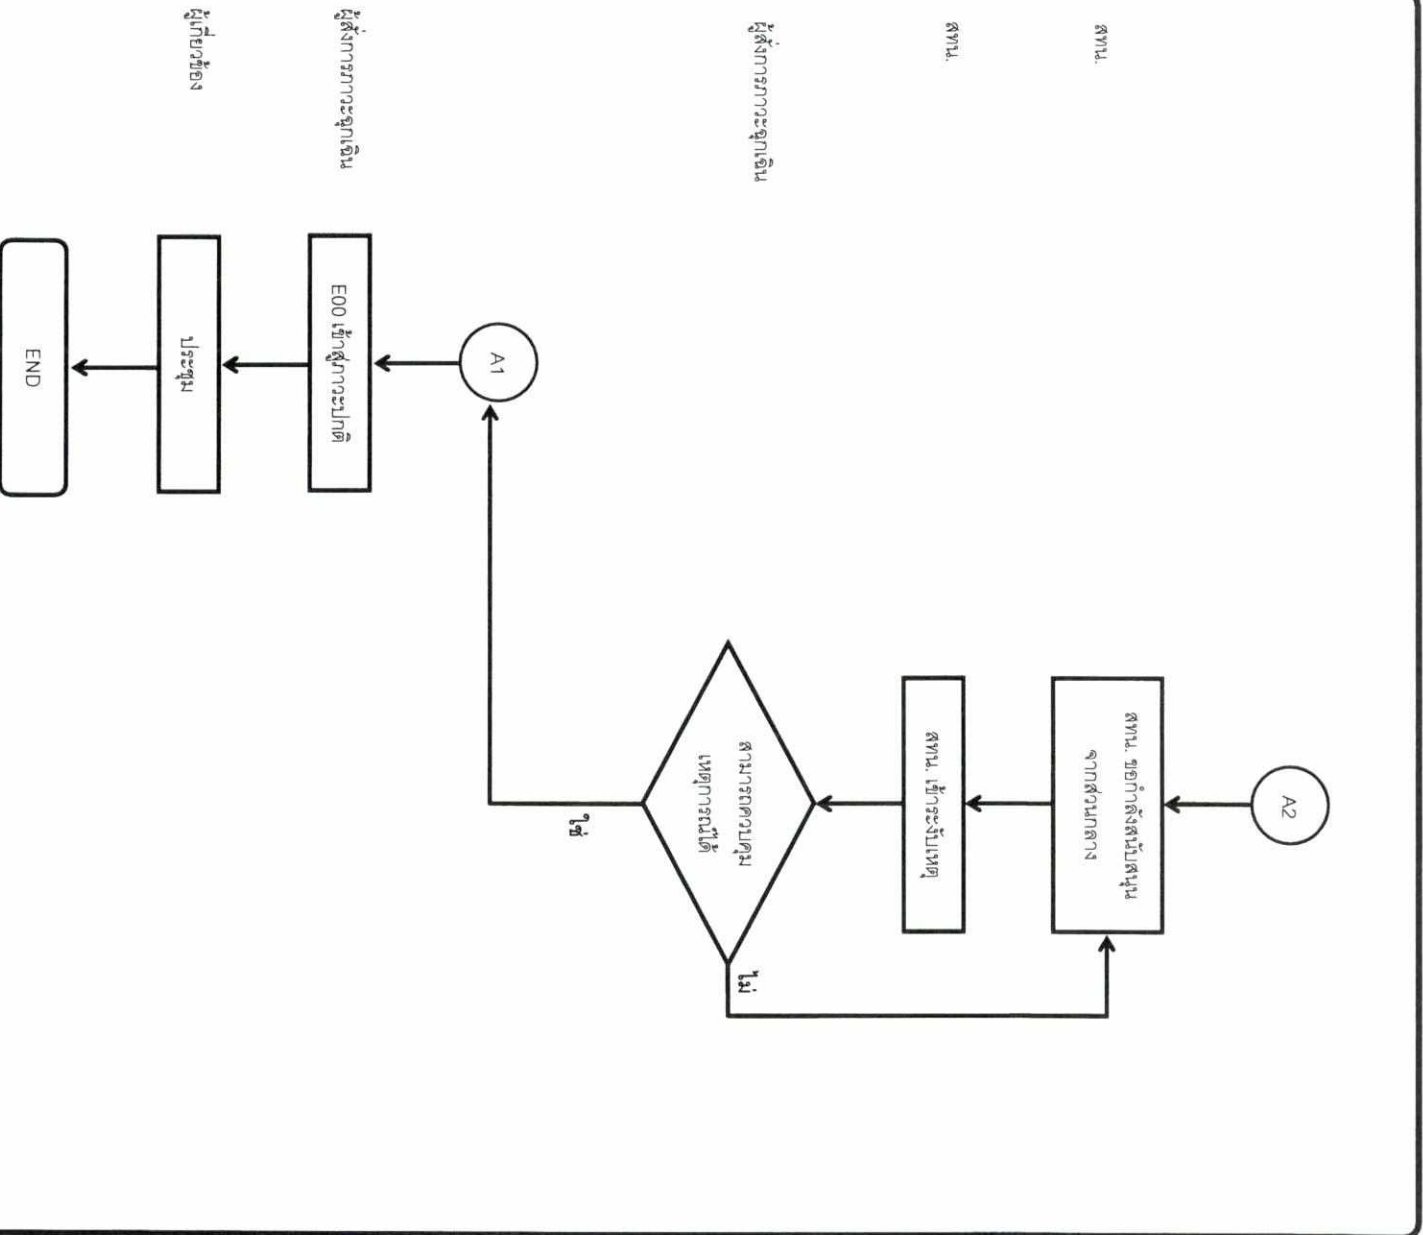 A2
สทน.
สทน. ขอกำลังสนับสนุน
จากส่วนกลาง
สทน.
สทน. เข้าระงับเหตุ
ผู้สั่งการภาวะฉุกเฉิน
สามารถควบคุม
เหตุการณ์ได้
ไม่
ใช่
A1
ผู้สั่งการภาวะฉุกเฉิน
E00 เข้าสู่ภาวะปกติ
ผู้เกี่ยวข้อง
ประชุม
END